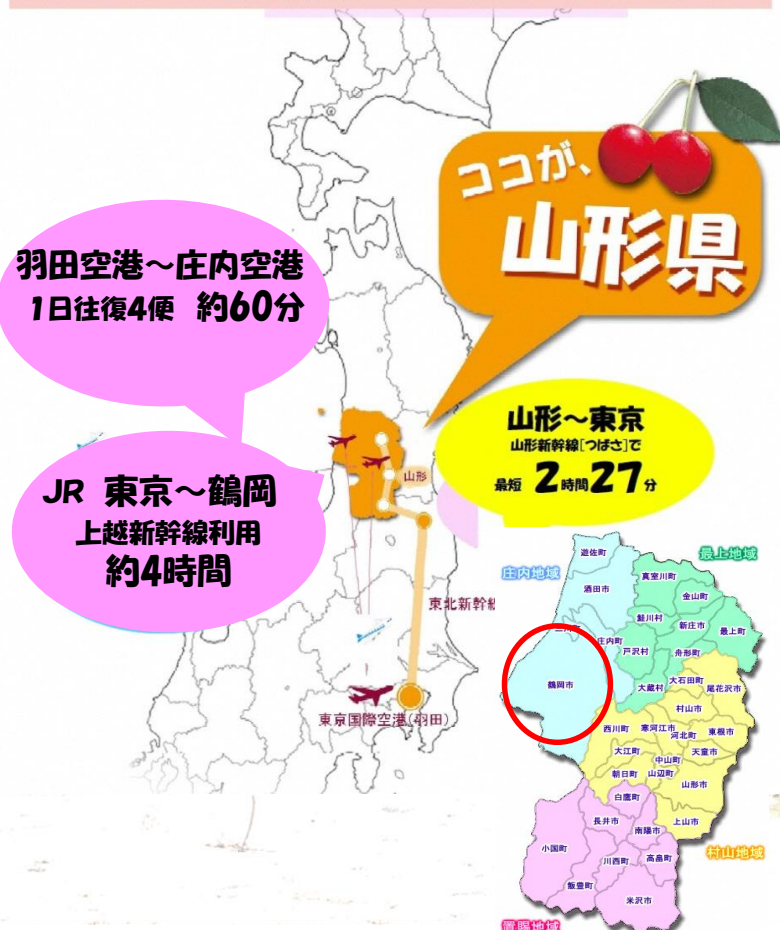 ココが、
山形県
羽田空港～庄内空港
1日往復4便 約60分
JR 東京～鶴岡
上越新幹線利用
約4時間
山形～東京
山形新幹線[つばさ]で
最短 2時間27分
山形
東北新幹線
東京国際空港(羽田)
庄内地域
最上地域
村山地域
置賜地域
遊佐町
酒田市
庄内町
鶴岡市
真室川町
金山町
鮭川村
新庄市
最上町
戸沢村
舟形町
大蔵村
大石田町
尾花沢市
村山市
西川町
寒河江市
河北町
東根市
大江町
中山町
天童市
朝日町
山辺町
山形市
上山市
白鷹町
長井市
南陽市
小国町
川西町
高畠町
飯豊町
米沢市